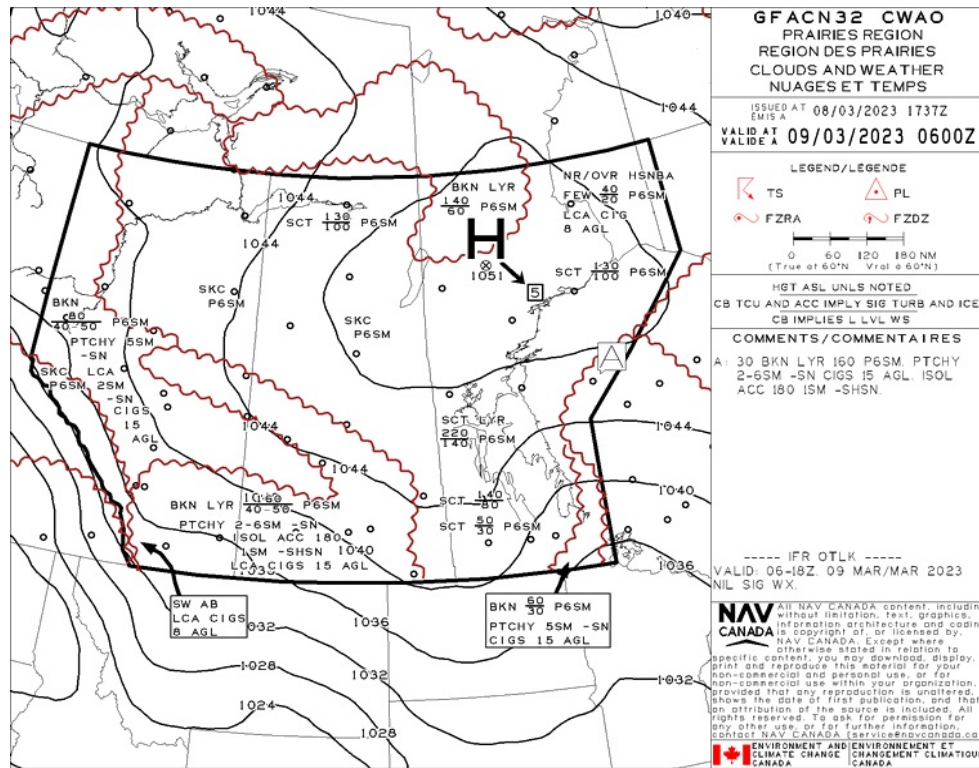 GFACN32 CWAO
PRAIRIES REGION
REGION DES PRAIRIES
CLOUDS AND WEATHER
NUAGES ET TEMPS
ISSUED AT
ÉMIS A
08/03/2023 1737Z
VALID AT
VALIDE A
09/03/2023 0600Z
LEGEND/LÉGENDE
TS
PL
FZRA
FZDZ
0 60 120 180 NM
(True at 60°N Vrai à 60°N)
HGT ASL UNLS NOTED
CB TCU AND ACC IMPLY SIG TURB AND ICE
CB IMPLIES L LVL WS
COMMENTS/COMMENTAIRES
A: 30 BKN LYR 160 P6SM. PTCHY
2-6SM -SN CIGS 15 AGL. ISOL
ACC 180 1SM -SHSN.
----- IFR OTLK -----
VALID: 06-18Z. 09 MAR/MAR 2023
NIL SIG WX.
NAV
CANADA
All NAV CANADA content, including
without limitation, text, graphics,
information architecture and coding
is copyright of, or licensed by,
NAV CANADA. Except where
otherwise stated in relation to
specific content, you may download, display,
print and reproduce this material for your
non-commercial and personal use, or for
non-commercial use within your organization,
provided that any reproduction is unaltered,
shows the date of first publication, and that
an attribution of the source is included. All
rights reserved. To ask for permission for
any other use, or for further information,
contact NAV CANADA (service@navcanada.ca
ENVIRONMENT AND
CLIMATE CHANGE
CANADA
ENVIRONNEMENT ET
CHANGEMENT CLIMATIQUE
CANADA
1044
1040
1044
1044
SCT 130/100 P6SM
1044
BKN LYR
140/60 P6SM
NR/OVR HSNBA
FEW 40/20 P6SM
LCA CIG
8 AGL
H
1051
5
SCT 130/100 P6SM
SKC
P6SM
SKC
P6SM
BKN
80/40-50 P6SM
PTCHY 5SM
-SN
SKC LCA
P6SM 2SM
-SN
CIGS
15
AGL
A
SCT LYR
220/140 P6SM
1044
1044
SCT 140/80
SCT 50/30 P6SM
1040
BKN LYR 160/40-50 P6SM
PTCHY 2-6SM -SN
ISOL ACC 180
1SM -SHSN
LCA CIGS 15 AGL
1040
1036
1036
SW AB
LCA CIGS
8 AGL
BKN 60/30 P6SM
PTCHY 5SM -SN
CIGS 15 AGL
1032
1036
1028
1032
1032
1024
1028